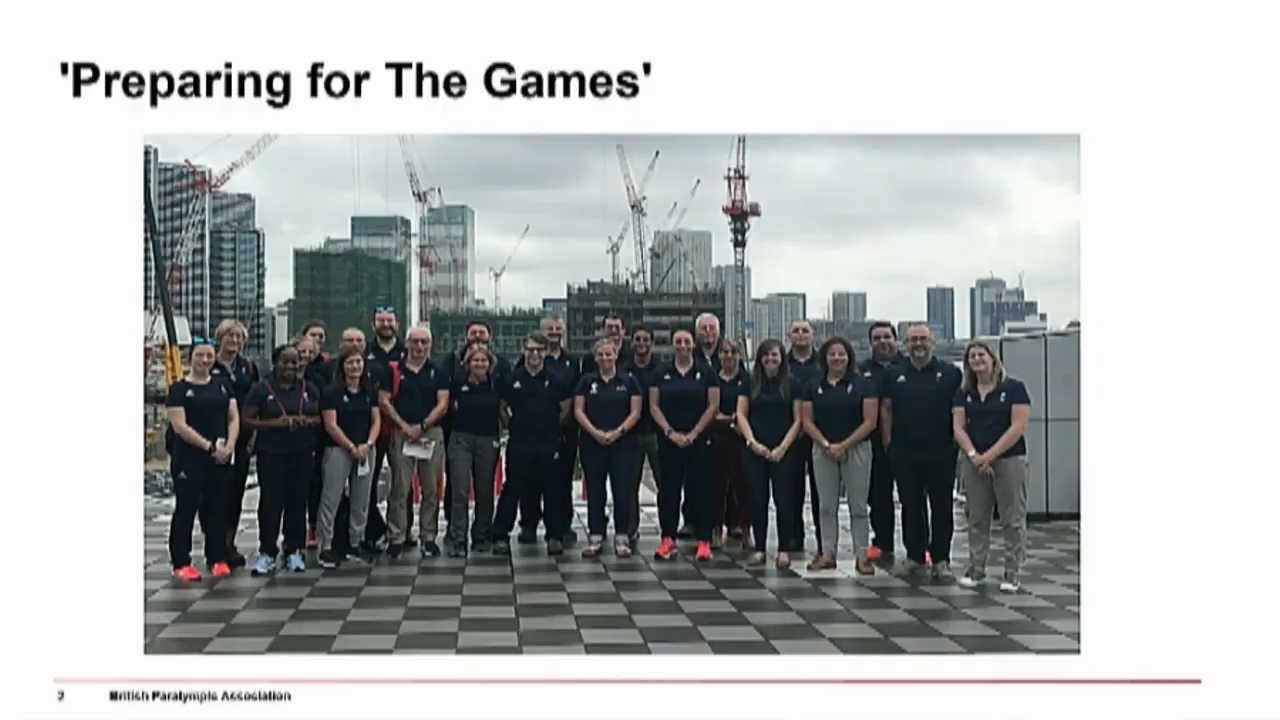 'Preparing for The Games'
2 British Paralympic Association